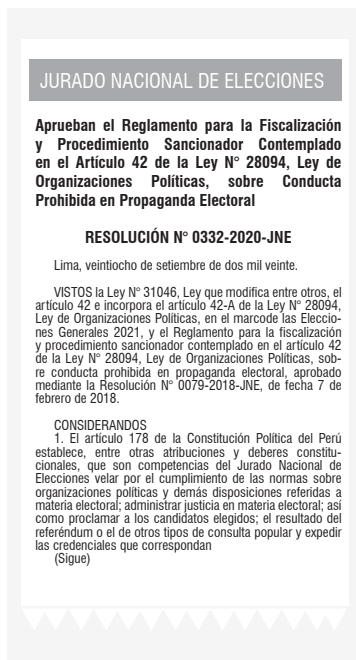 JURADO NACIONAL DE ELECCIONES
Aprueban el Reglamento para la Fiscalización
y Procedimiento Sancionador Contemplado
en el Artículo 42 de la Ley N° 28094, Ley de
Organizaciones Políticas, sobre Conducta
Prohibida en Propaganda Electoral
RESOLUCIÓN N° 0332-2020-JNE
Lima, veintiocho de setiembre de dos mil veinte.
VISTOS la Ley N° 31046, Ley que modifica entre otros, el
artículo 42 e incorpora el artículo 42-A de la Ley N° 28094,
Ley de Organizaciones Políticas, en el marcode las Eleccio-
nes Generales 2021, y el Reglamento para la fiscalización
y procedimiento sancionador contemplado en el artículo 42
de la Ley N° 28094, Ley de Organizaciones Políticas, sob-
re conducta prohibida en propaganda electoral, aprobado
mediante la Resolución N° 0079-2018-JNE, de fecha 7 de
febrero de 2018.
CONSIDERANDOS
1. El artículo 178 de la Constitución Política del Perú
establece, entre otras atribuciones y deberes constitu-
cionales, que son competencias del Jurado Nacional de
Elecciones velar por el cumplimiento de las normas sobre
organizaciones políticas y demás disposiciones referidas a
materia electoral; administrar justicia en materia electoral; así
como proclamar a los candidatos elegidos; el resultado del
referéndum o el de otros tipos de consulta popular y expedir
las credenciales que correspondan
(Sigue)